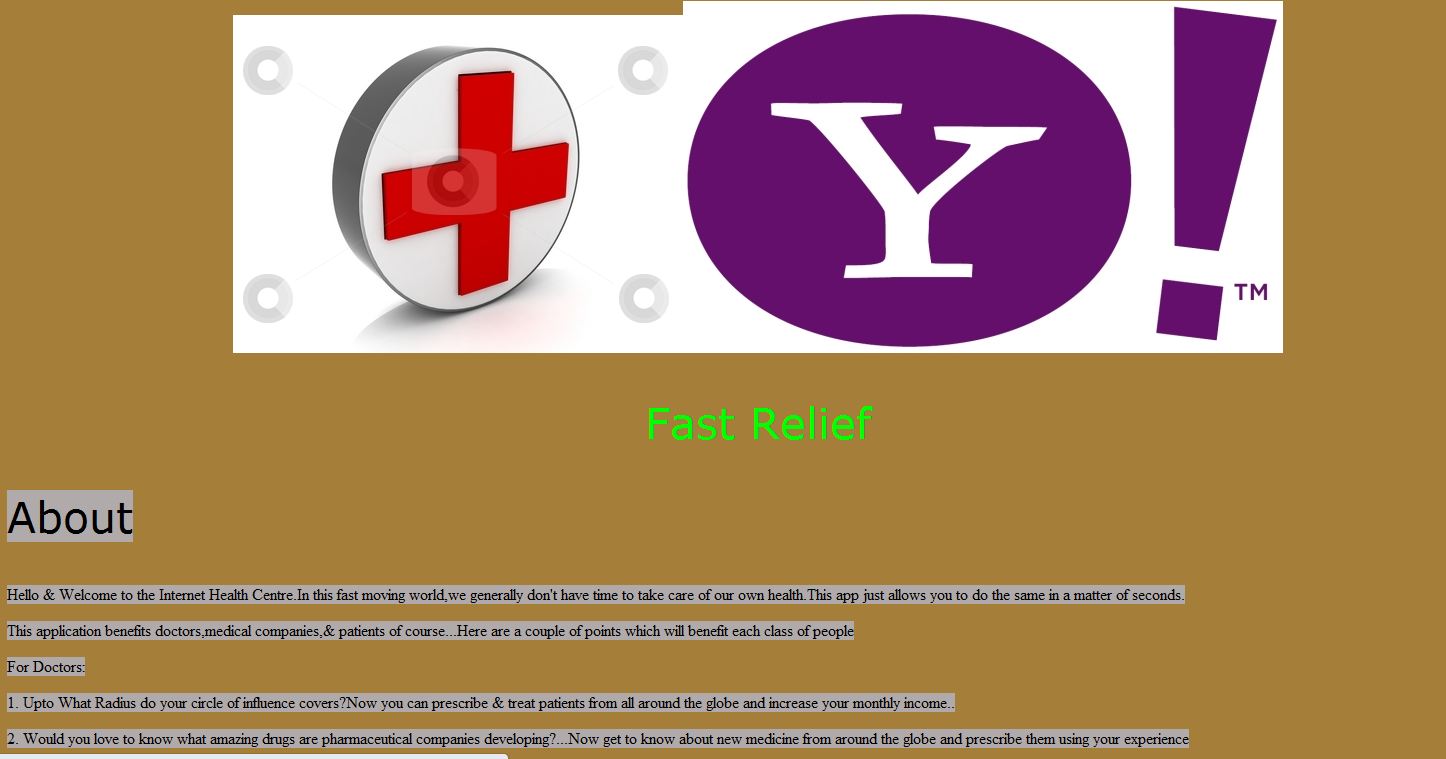 Y!
TM
Fast Relief
About
Hello & Welcome to the Internet Health Centre.In this fast moving world,we generally don't have time to take care of our own health.This app just allows you to do the same in a matter of seconds.
This application benefits doctors,medical companies,& patients of course...Here are a couple of points which will benefit each class of people
For Doctors:
1. Upto What Radius do your circle of influence covers?Now you can prescribe & treat patients from all around the globe and increase your monthly income..
2. Would you love to know what amazing drugs are pharmaceutical companies developing?...Now get to know about new medicine from around the globe and prescribe them using your experience